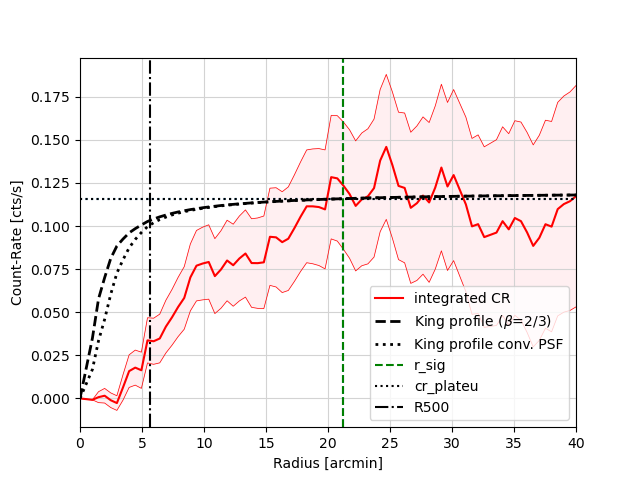 0.175
0.150
0.125
0.100
0.075
0.050
0.025
0.000
Count-Rate [cts/s]
integrated CR
King profile (β=2/3)
King profile conv. PSF
r_sig
cr_plateu
R500
0 5 10 15 20 25 30 35 40
Radius [arcmin]